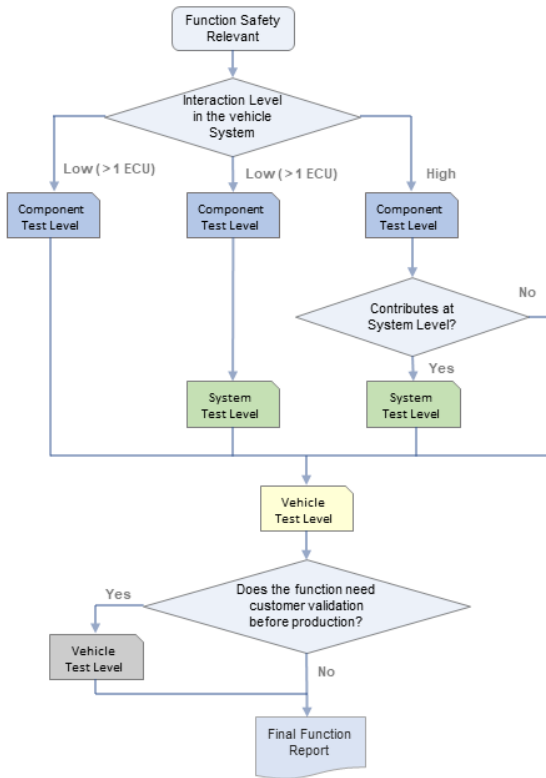 Function Safety
Relevant
Interaction Level
in the vehicle
System
Low (>1 ECU)
Low (>1 ECU)
High
Component
Test Level
Component
Test Level
Component
Test Level
Contributes at
System Level?
No
Yes
System
Test Level
System
Test Level
Vehicle
Test Level
Does the function need
customer validation
before production?
Yes
Vehicle
Test Level
No
Final Function
Report